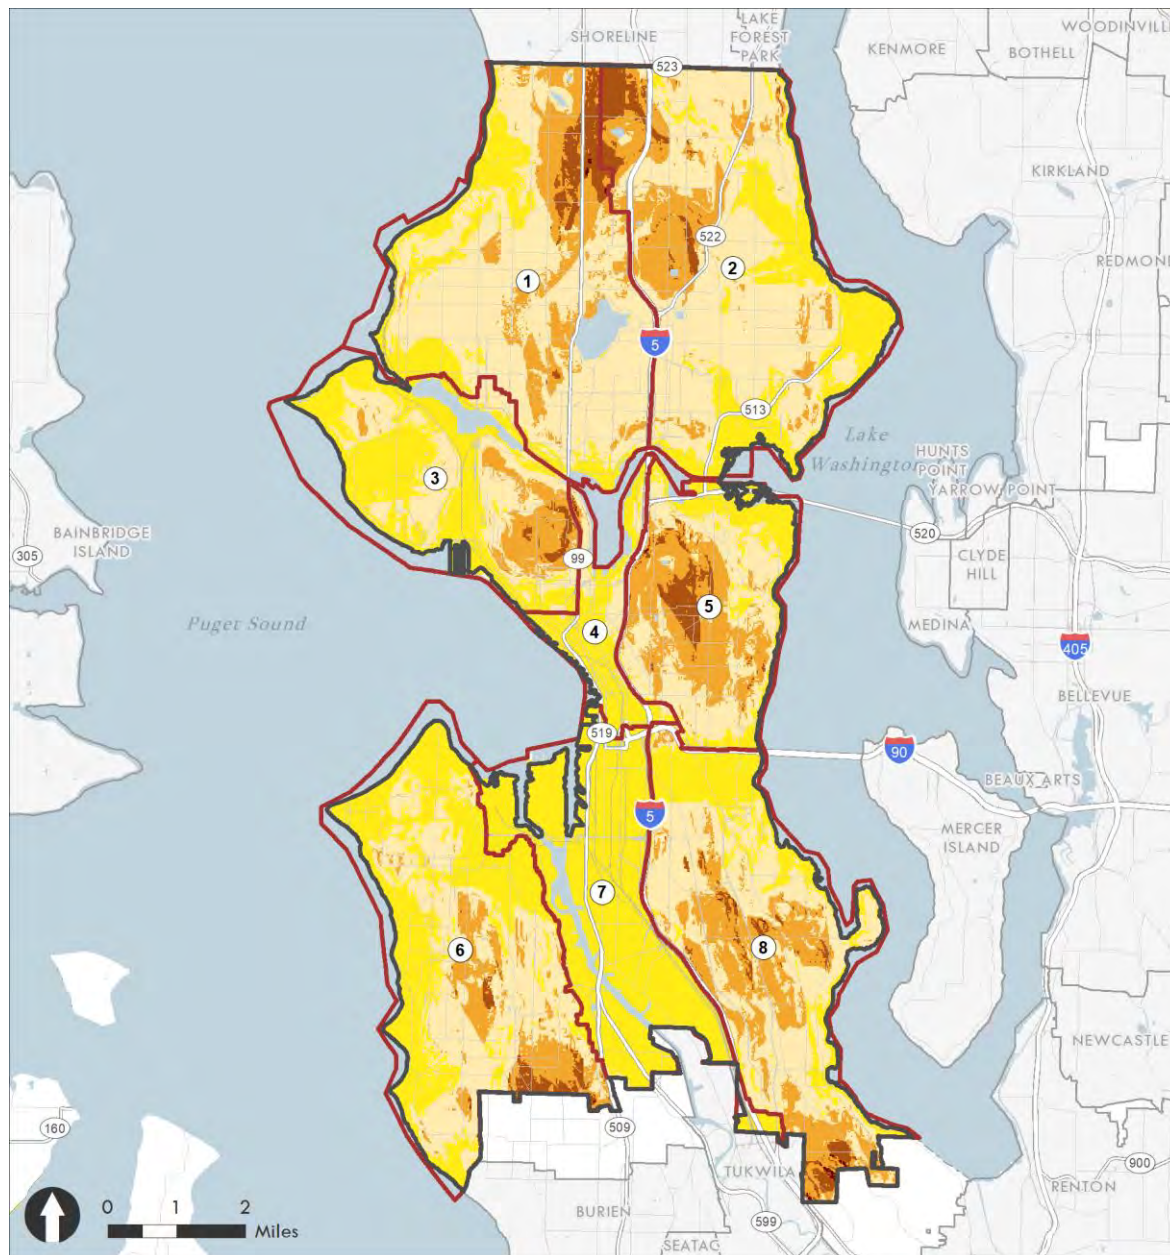 LAKE
FOREST
PARK
SHORELINE
WOODINVILL
KENMORE
BOTHELL
523
KIRKLAND
522
2
1
REDMOND
5
513
Lake
Washington
HUNTS
POINT
YARROW POINT
3
BAINBRIDGE
ISLAND
305
520
99
CLYDE
HILL
5
Puget Sound
4
MEDINA
405
BELLEVUE
519
90
BEAUX ARTS
5
MERCER
ISLAND
7
6
8
NEWCASTLE
160
509
TUKWILA
900
RENTON
0 1 2
Miles
BURIEN
599
SEATAC